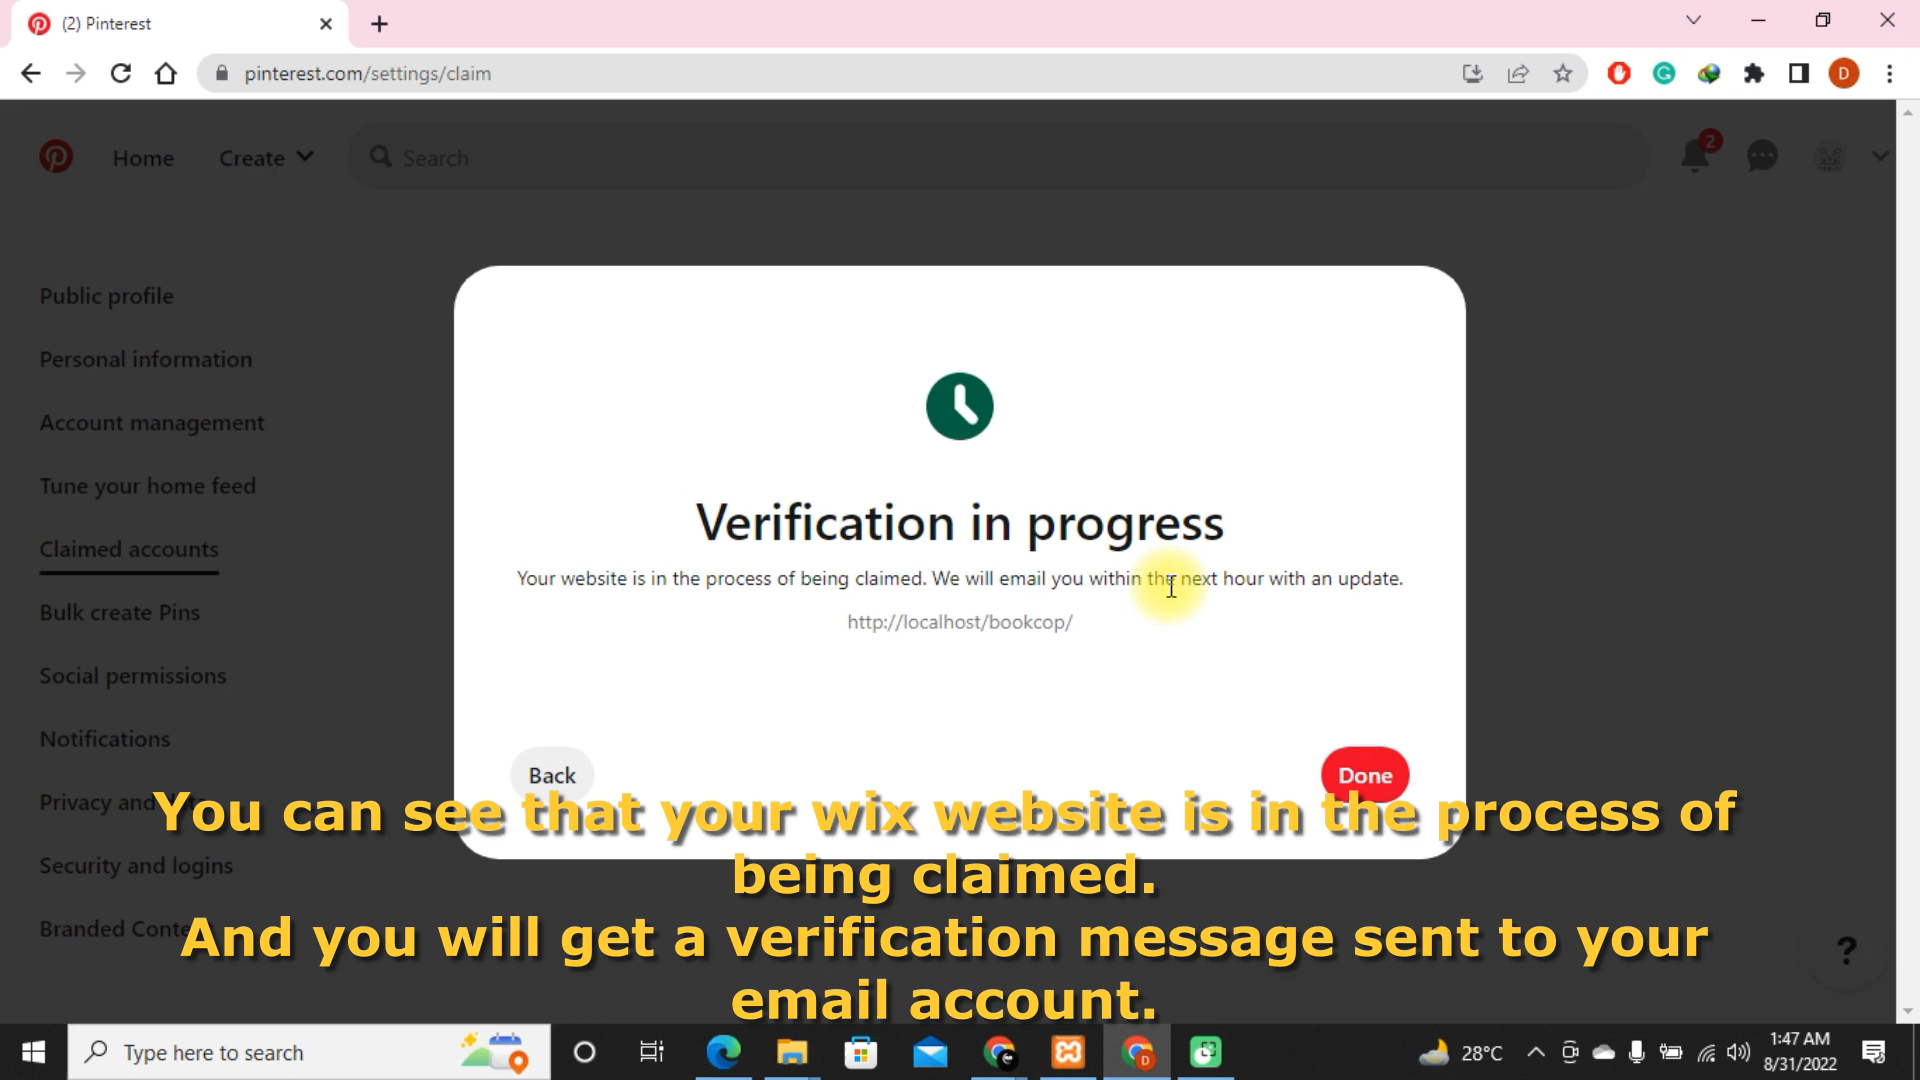 (2) Pinterest
pinterest.com/settings/claim
D
Home
Create
Search
2
Public profile
Personal information
Account management
Tune your home feed
Claimed accounts
Bulk create Pins
Social permissions
Notifications
Privacy and
Security and logins
Branded Conte
Verification in progress
Your website is in the process of being claimed. We will email you within the next hour with an update.
http://localhost/bookcop/
Back
Done
You can see that your wix website is in the process of
being claimed.
And you will get a verification message sent to your
email account.
?
Type here to search
28°C
1:47 AM
8/31/2022